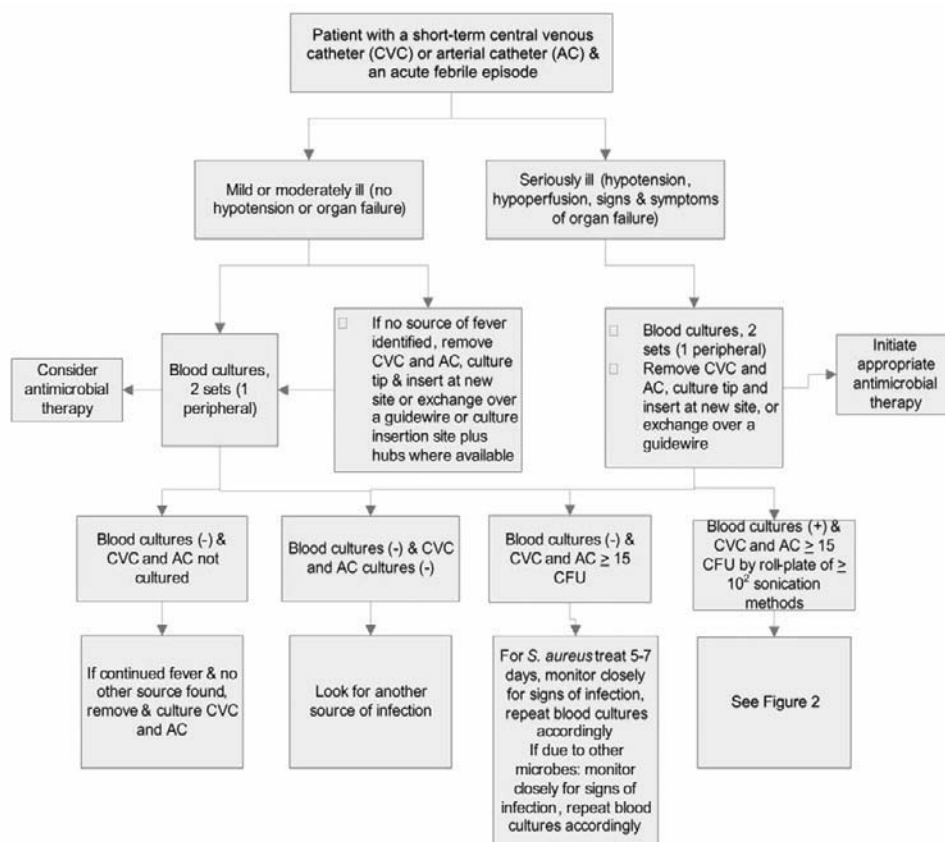 Patient with a short-term central venous
catheter (CVC) or arterial catheter (AC) &
an acute febrile episode
Mild or moderately ill (no
hypotension or organ failure)
Seriously ill (hypotension,
hypoperfusion, signs & symptoms
of organ failure)
Consider
antimicrobial
therapy
Blood cultures,
2 sets (1
peripheral)
If no source of fever
identified, remove
CVC and AC, culture
tip & insert at new
site or exchange over
a guidewire or culture
insertion site plus
hubs where available
Blood cultures, 2
sets (1 peripheral)
Remove CVC and
AC, culture tip and
insert at new site, or
exchange over a
guidewire
Initiate
appropriate
antimicrobial
therapy
Blood cultures (-) &
CVC and AC not
cultured
Blood cultures (-) & CVC
and AC cultures (-)
Blood cultures (-) &
CVC and AC ≥ 15
CFU
Blood cultures (+) &
CVC and AC ≥ 15
CFU by roll-plate of ≥
10² sonication
methods
If continued fever & no
other source found,
remove & culture CVC
and AC
Look for another
source of infection
For S. aureus treat 5-7
days, monitor closely
for signs of infection,
repeat blood cultures
accordingly
If due to other
microbes: monitor
closely for signs of
infection, repeat blood
cultures accordingly
See Figure 2